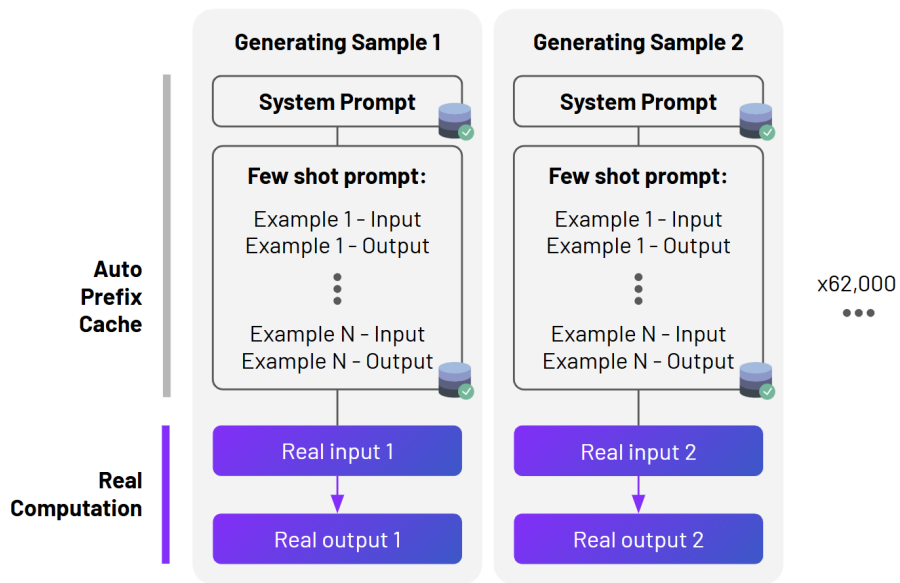 Generating Sample 1
System Prompt
Few shot prompt:
Example 1 - Input
Example 1 - Output
Example N - Input
Example N - Output
Real input 1
Real output 1
Generating Sample 2
System Prompt
Few shot prompt:
Example 1 - Input
Example 1 - Output
Example N - Input
Example N - Output
Real input 2
Real output 2
Auto
Prefix
Cache
Real
Computation
x62,000